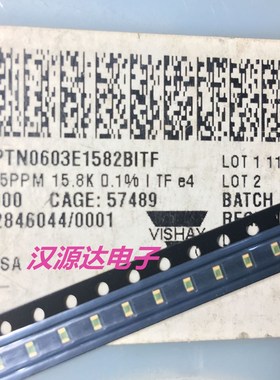 PTN0603E1582BITF LOT 1 11
5PPM 15.8K 0.1% I TF e4 LOT 2
00 CAGE: 57489 BATCH
2846044/0001
VISHAY
SA
汉源达电子